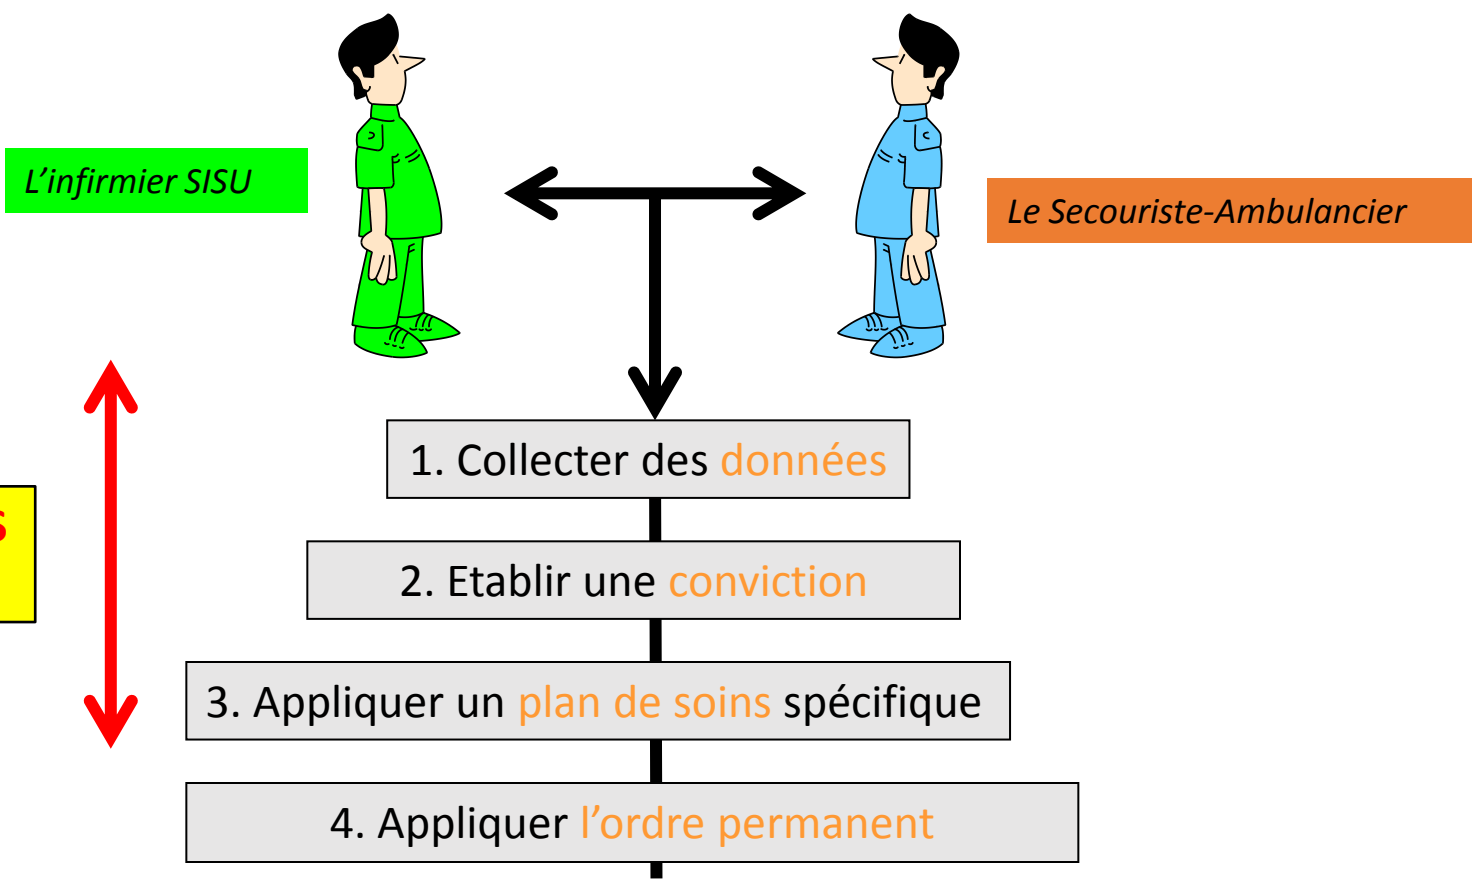 L’infirmier SISU
Le Secouriste-Ambulancier
1. Collecter des données
2. Etablir une conviction
3. Appliquer un plan de soins spécifique
4. Appliquer l’ordre permanent